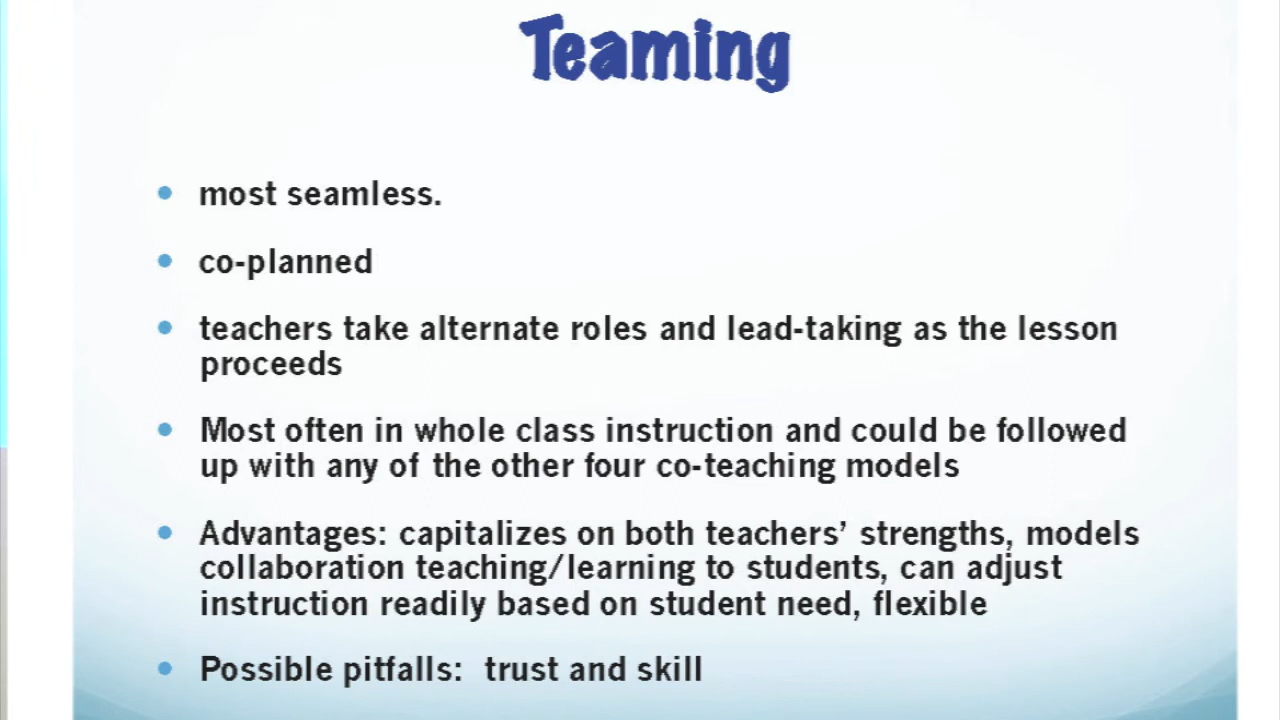 Teaming
• most seamless.
• co-planned
• teachers take alternate roles and lead-taking as the lesson
proceeds
• Most often in whole class instruction and could be followed
up with any of the other four co-teaching models
• Advantages: capitalizes on both teachers’ strengths, models
collaboration teaching/learning to students, can adjust
instruction readily based on student need, flexible
• Possible pitfalls:  trust and skill